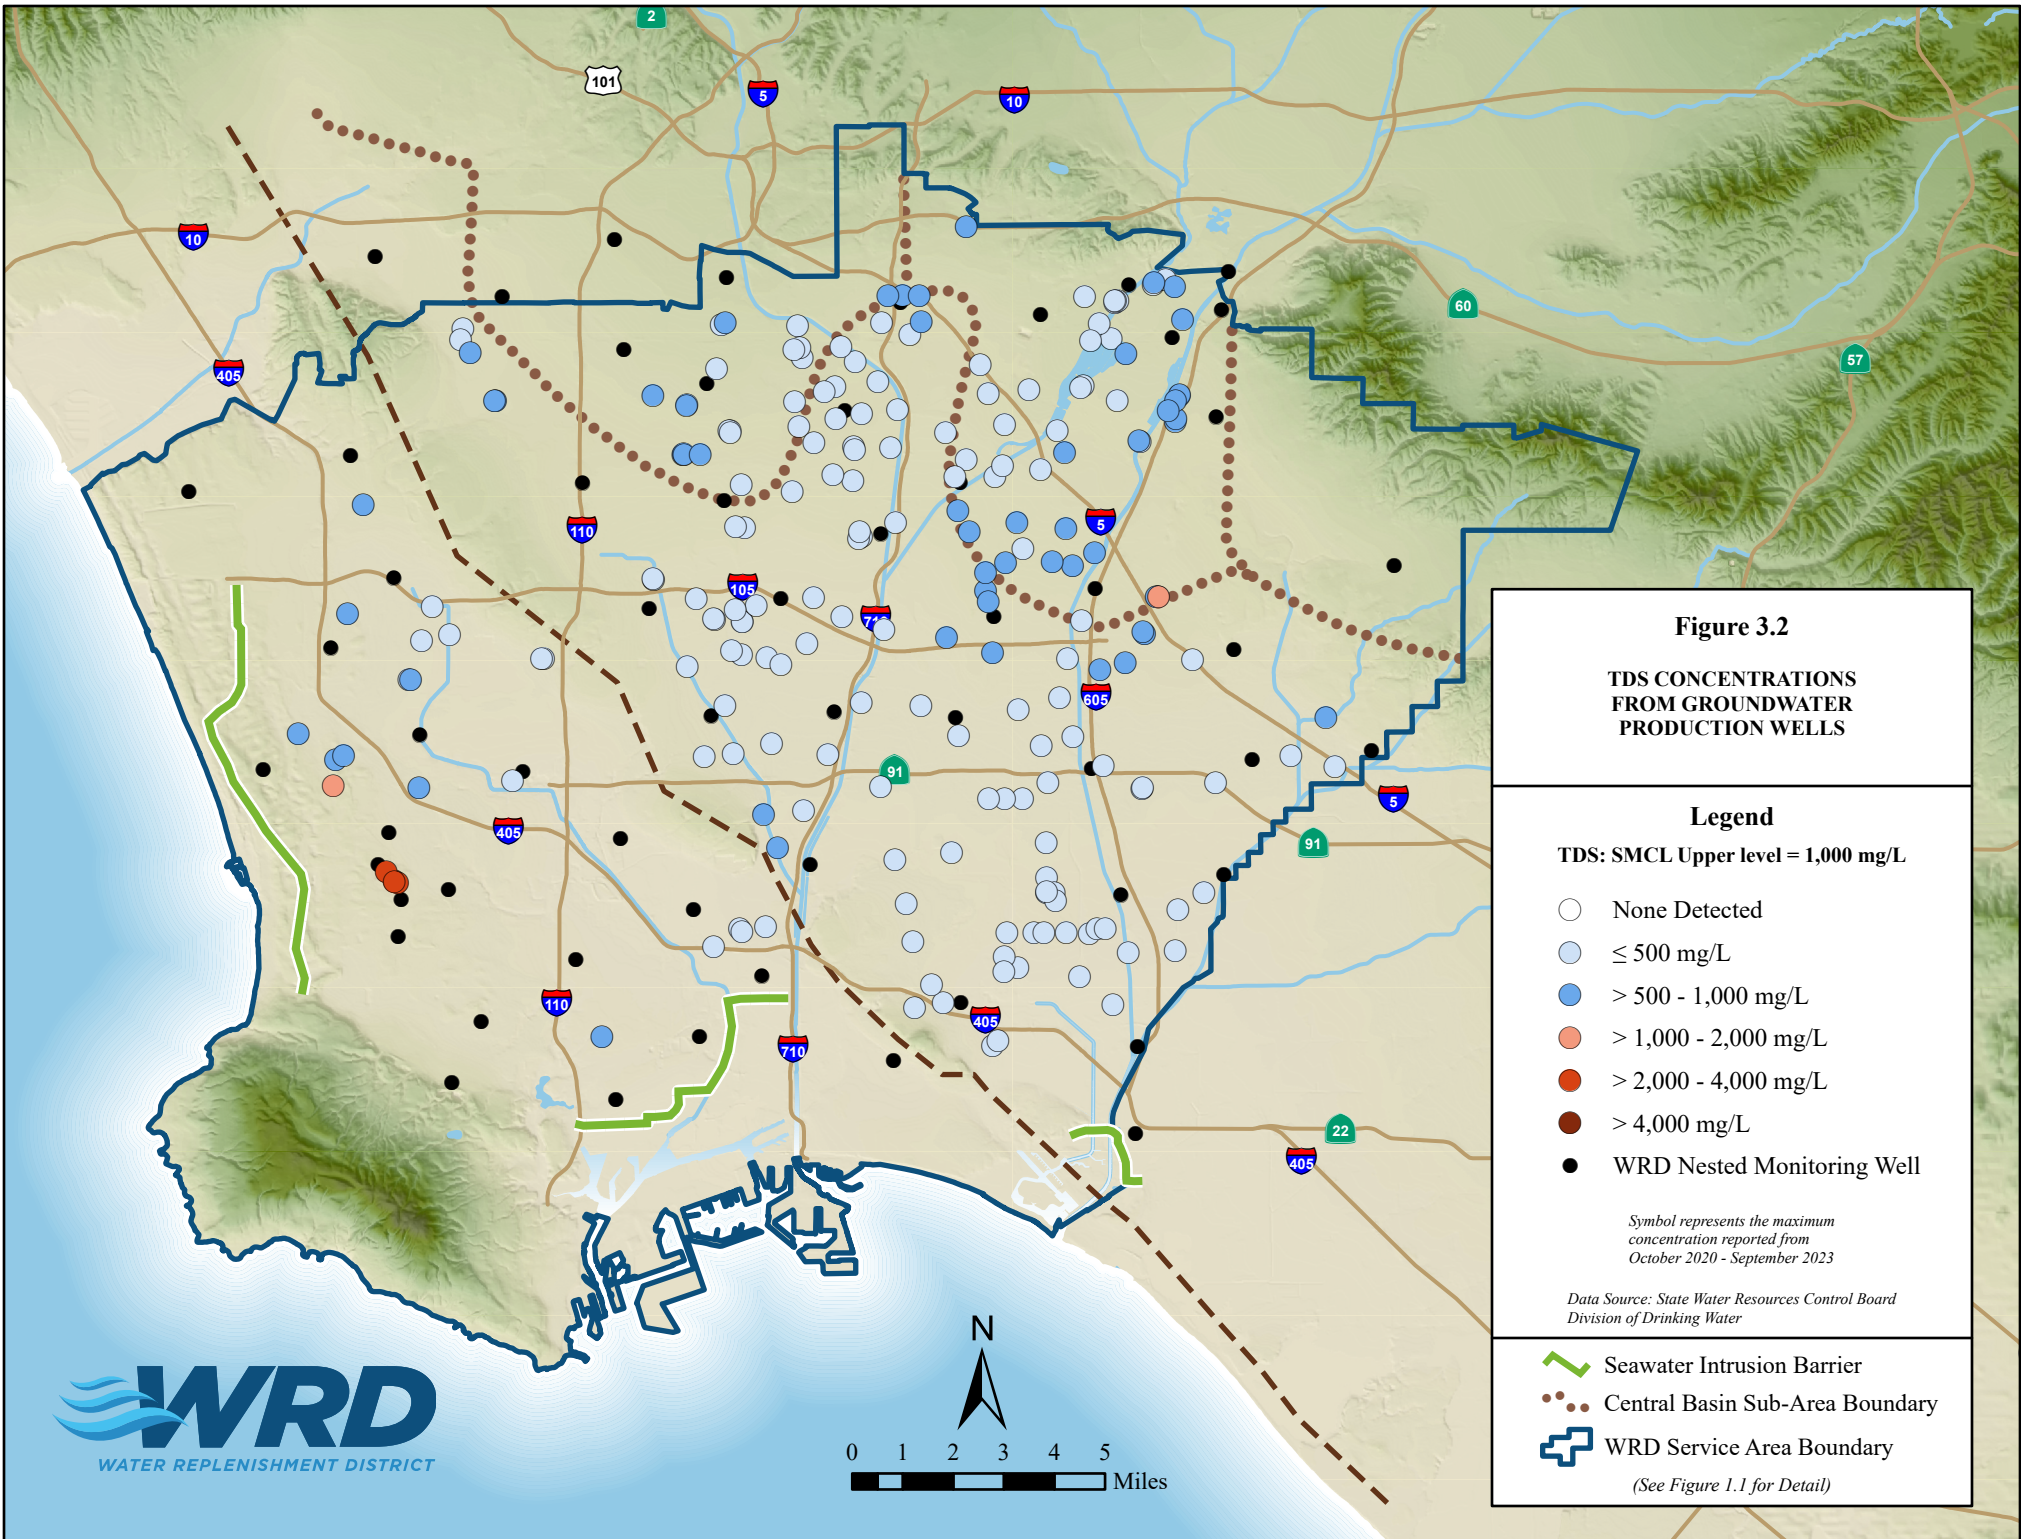 2
101
5
10
10
60
57
405
5
110
105
710
605
91
5
405
91
110
405
710
22
405
Figure 3.2
TDS CONCENTRATIONS
FROM GROUNDWATER
PRODUCTION WELLS
Legend
TDS: SMCL Upper level = 1,000 mg/L
None Detected
≤ 500 mg/L
> 500 - 1,000 mg/L
> 1,000 - 2,000 mg/L
> 2,000 - 4,000 mg/L
> 4,000 mg/L
WRD Nested Monitoring Well
Symbol represents the maximum
concentration reported from
October 2020 - September 2023
Data Source: State Water Resources Control Board
Division of Drinking Water
Seawater Intrusion Barrier
Central Basin Sub-Area Boundary
WRD Service Area Boundary
(See Figure 1.1 for Detail)
N
0 1 2 3 4 5
Miles
WRD
WATER REPLENISHMENT DISTRICT